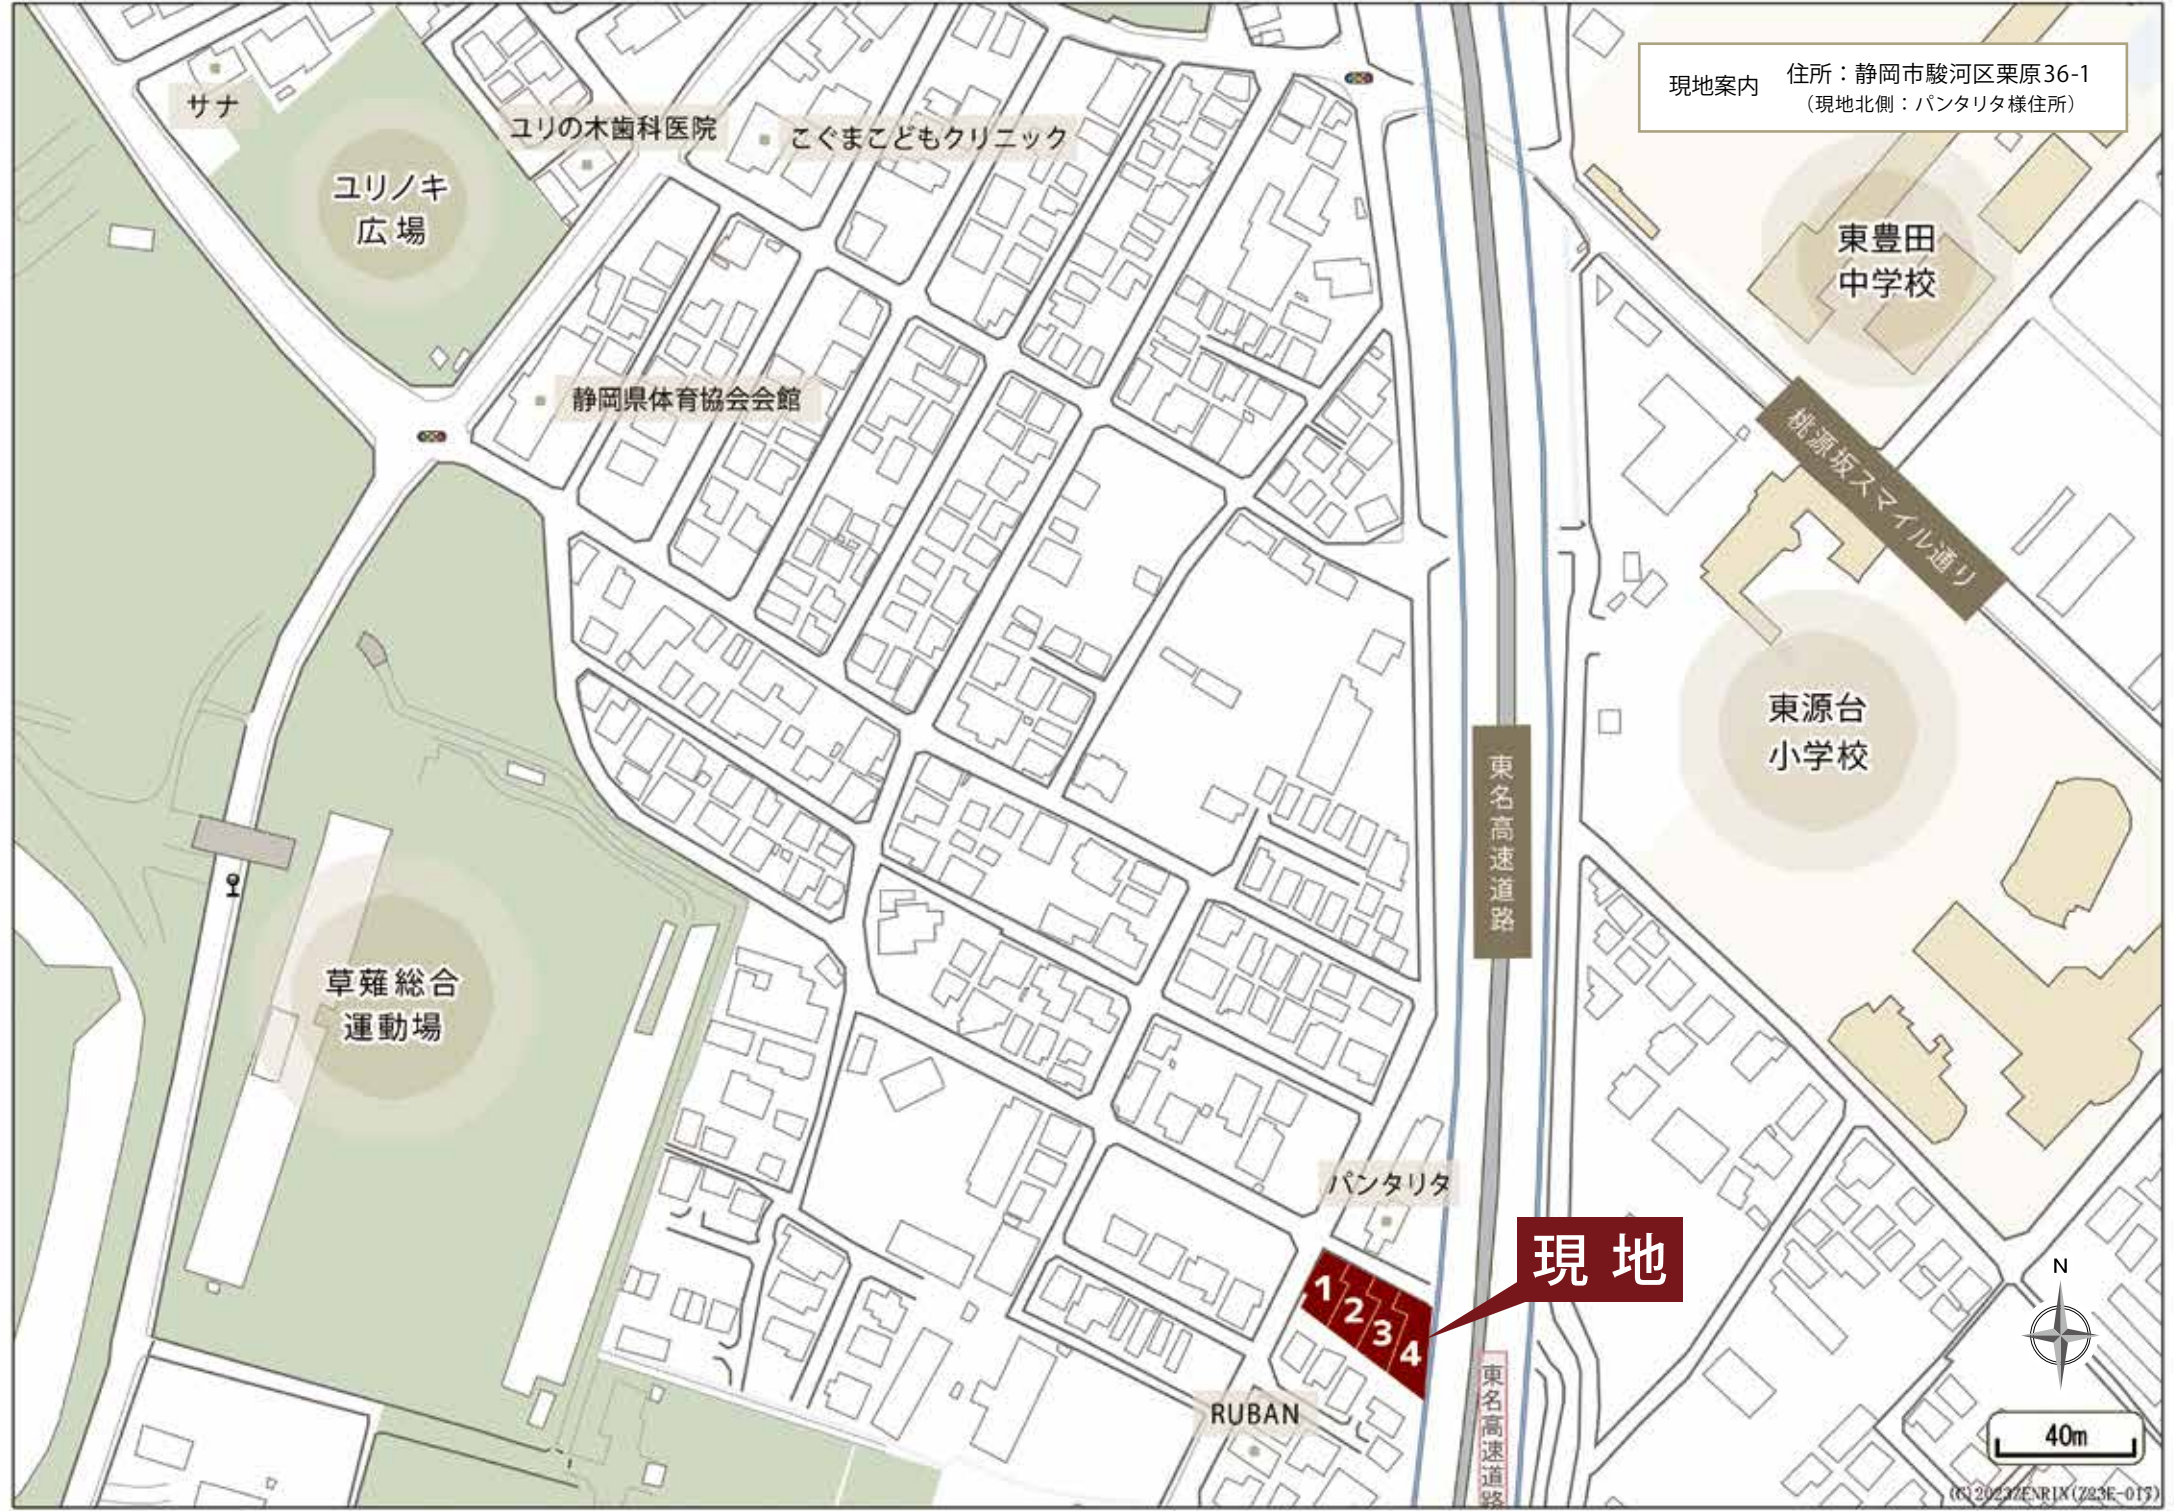 現地案内
住所：静岡市駿河区栗原36-1
（現地北側：パンタリタ様住所）
サナ
ユリノキ
広場
ユリの木歯科医院
こぐまこどもクリニック
東豊田
中学校
静岡県体育協会会館
桃源坂スマイル通り
東源台
小学校
東名高速道路
草薙総合
運動場
パンタリタ
現地
1
2
3
4
RUBAN
東名高速道路
N
40m
(C)2023ZENRIN(Z23E-017)